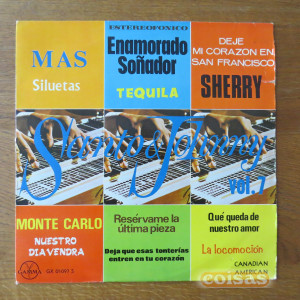 ESTEREOFONICO
MAS
Siluetas
Enamorado
Soñador
TEQUILA
DEJE
MI CORAZON EN
SAN FRANCISCO
SHERRY
Santo & Johnny
vol. 1
MONTE CARLO
NUESTRO
DIA VENDRA
Resérvame la
última pieza
Deja que esas tonterías
entren en tu corazón
Qué queda de
nuestro amor
La locomoción
CANADIAN
AMERICAN
GAMMA
coisas